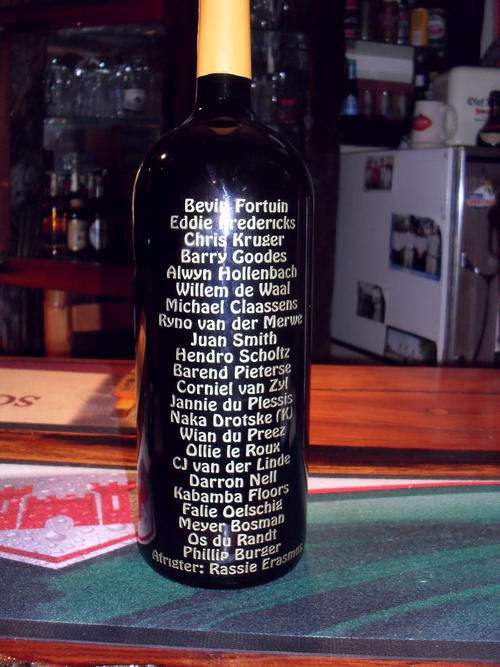 Bevin Fortuin
Eddie Fredericks
Chris Kruger
Barry Goodes
Alwyn Hollenbach
Willem de Waal
Michael Claassens
Ryno van der Merwe
Juan Smith
Hendro Scholtz
Barend Pieterse
Corniel van Zyl
Jannie du Plessis
Naka Drotske (K)
Wian du Preez
Ollie le Roux
CJ van der Linde
Darron Nell
Kabamba Floors
Falie Oelschig
Meyer Bosman
Os du Randt
Phillip Burger
Afrigter: Rassie Erasmus